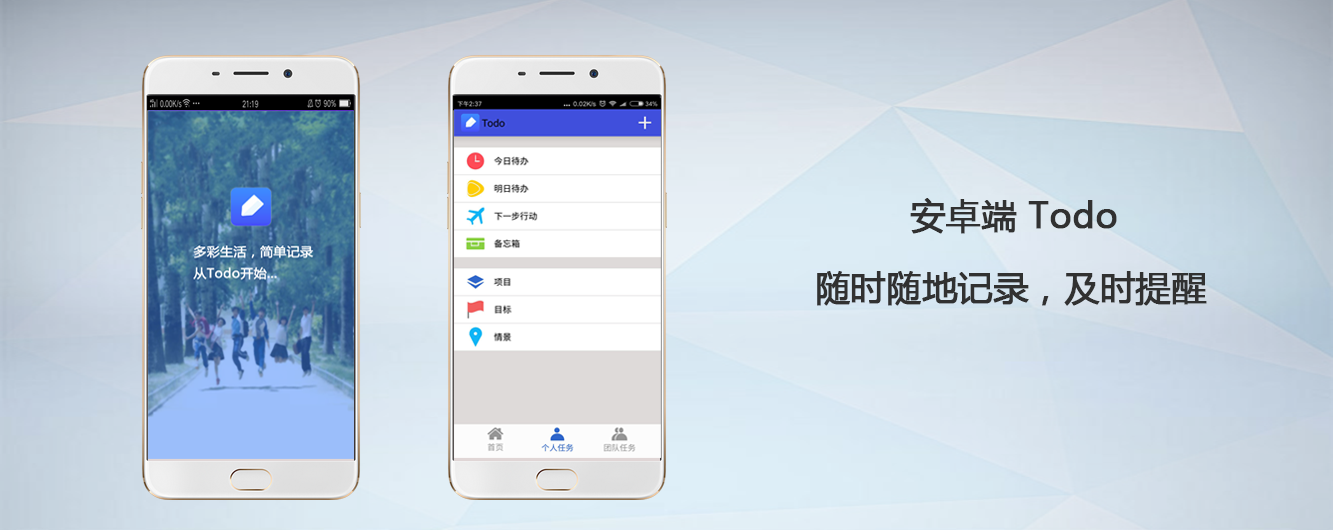 0.00K/s 21:19 90%
多彩生活，简单记录
从Todo开始...
下午2:37 ... 0.02K/s 34%
Todo
今日待办
明日待办
下一步行动
备忘箱
项目
目标
情景
首页 个人任务 团队任务
安卓端 Todo
随时随地记录，及时提醒